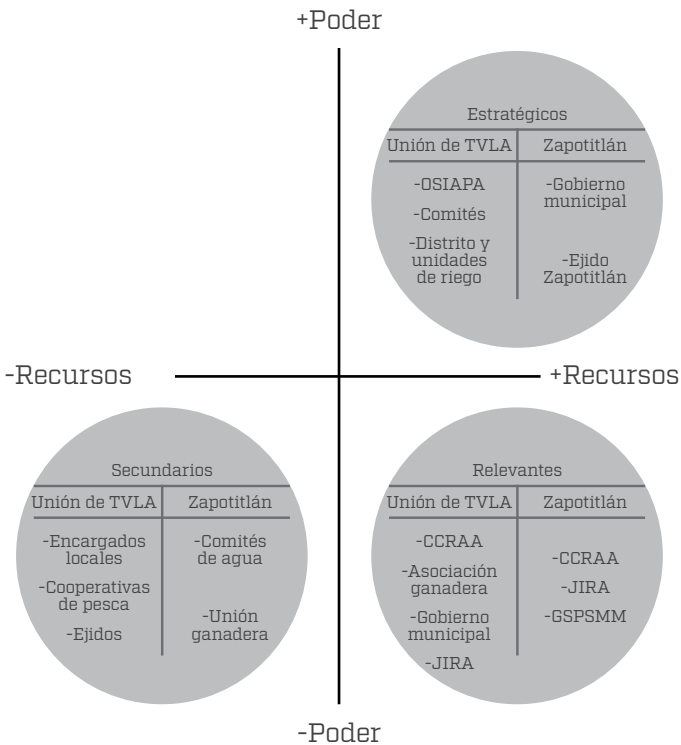 +Poder
Estratégicos
Unión de TVLA
Zapotitlán
-OSIAPA
-Comités
-Distrito y
unidades
de riego
-Gobierno
municipal
-Ejido
Zapotitlán
-Recursos
+Recursos
Secundarios
Unión de TVLA
Zapotitlán
-Encargados
locales
-Cooperativas
de pesca
-Ejidos
-Comités
de agua
-Unión
ganadera
Relevantes
Unión de TVLA
Zapotitlán
-CCRAA
-Asociación
ganadera
-Gobierno
municipal
-JIRA
-CCRAA
-JIRA
-GSPSMM
-Poder